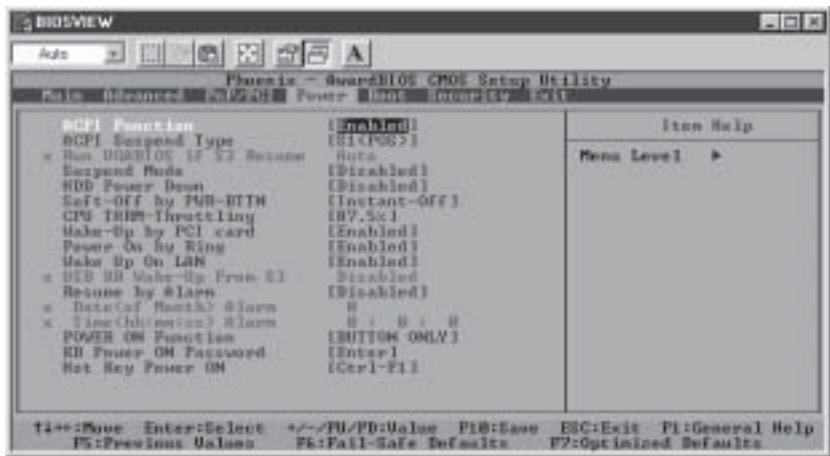 BIOSVIEW
Auto A
Phoenix - AwardBIOS CMOS Setup Utility
Main Advanced PnP/PCI Power Boot Security Exit
ACPI Function [Enabled] Item Help
ACPI Suspend Type [S1(POS)]
x Run VGABIOS if S3 Resume Auto Menu Level ▶
Suspend Mode [Disabled]
HDD Power Down [Disabled]
Soft-Off by PWR-BTTN [Instant-Off]
CPU THRM-Throttling [87.5%]
Wake-Up by PCI card [Enabled]
Power On by Ring [Enabled]
Wake Up On LAN [Enabled]
x USB KB Wake-Up From S3 Disabled
Resume by Alarm [Disabled]
x Date(of Month) Alarm 0
x Time(hh:mm:ss) Alarm 0 : 0 : 0
POWER ON Function [BUTTON ONLY]
KB Power ON Password [Enter]
Hot Key Power ON [Ctrl-F1]
↑↓→←:Move Enter:Select +/-/PU/PD:Value F10:Save ESC:Exit F1:General Help
F5:Previous Values F6:Fail-Safe Defaults F7:Optimized Defaults